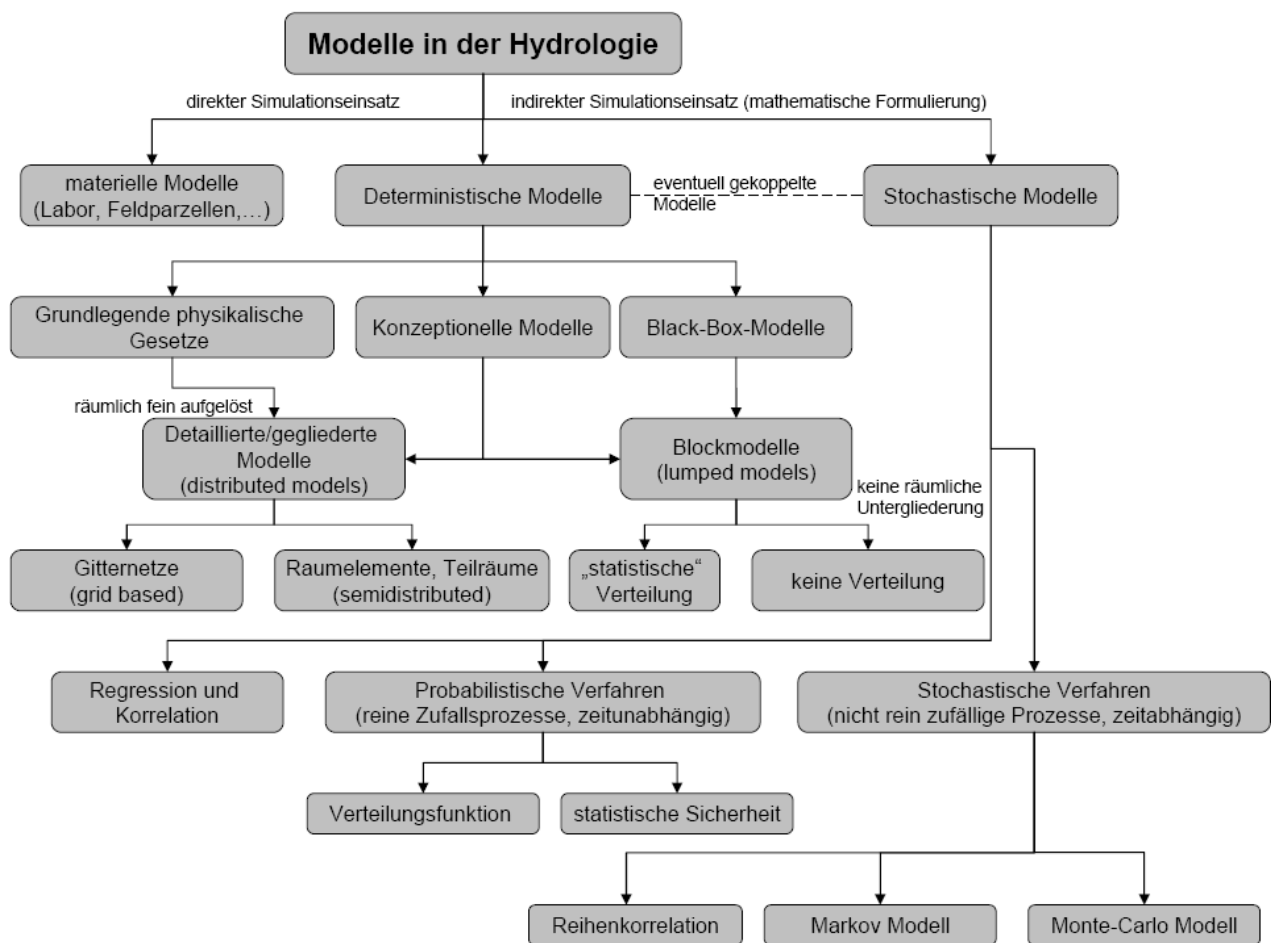 Modelle in der Hydrologie
direkter Simulationseinsatz
indirekter Simulationseinsatz (mathematische Formulierung)
materielle Modelle
(Labor, Feldparzellen,…)
Deterministische Modelle
eventuell gekoppelte
Modelle
Stochastische Modelle
Grundlegende physikalische
Gesetze
Konzeptionelle Modelle
Black-Box-Modelle
räumlich fein aufgelöst
Detaillierte/gegliederte
Modelle
(distributed models)
Blockmodelle
(lumped models)
keine räumliche
Untergliederung
Gitternetze
(grid based)
Raumelemente, Teilräume
(semidistributed)
„statistische“
Verteilung
keine Verteilung
Regression und
Korrelation
Probabilistische Verfahren
(reine Zufallsprozesse, zeitunabhängig)
Stochastische Verfahren
(nicht rein zufällige Prozesse, zeitabhängig)
Verteilungsfunktion
statistische Sicherheit
Reihenkorrelation
Markov Modell
Monte-Carlo Modell